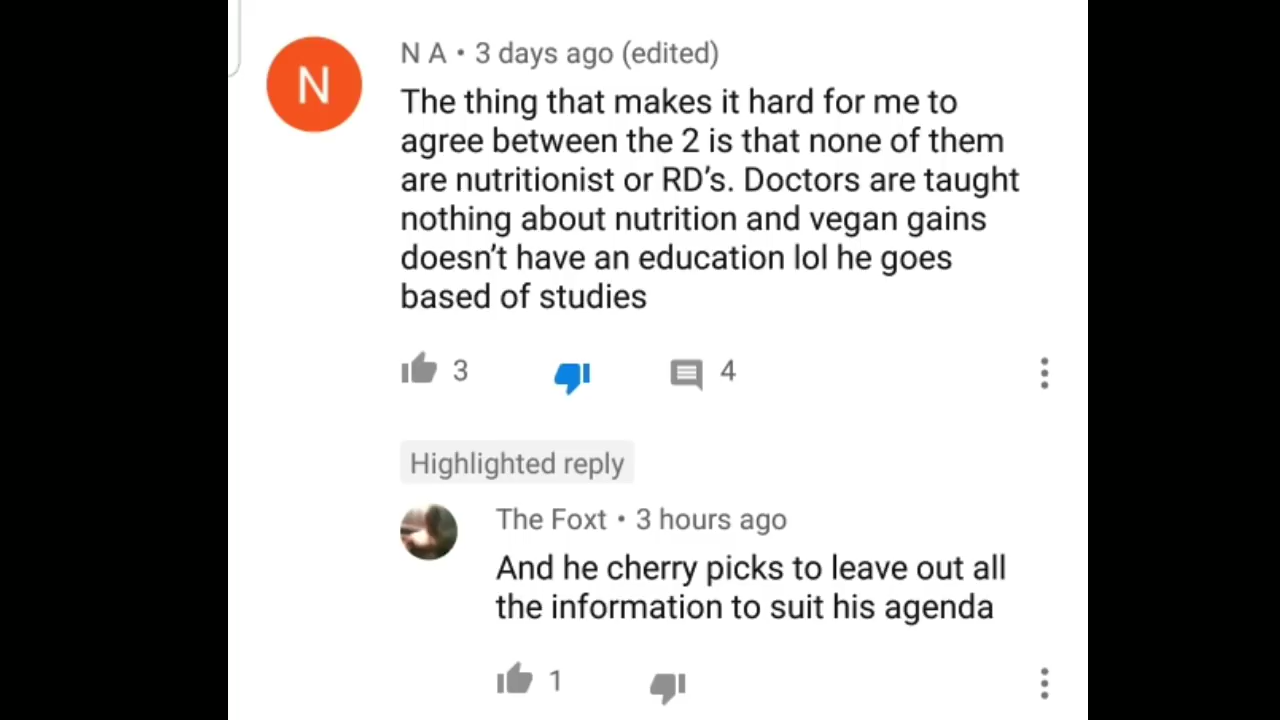 N
N A • 3 days ago (edited)
The thing that makes it hard for me to
agree between the 2 is that none of them
are nutritionist or RD's. Doctors are taught
nothing about nutrition and vegan gains
doesn't have an education lol he goes
based of studies
3
4
Highlighted reply
The Foxt • 3 hours ago
And he cherry picks to leave out all
the information to suit his agenda
1